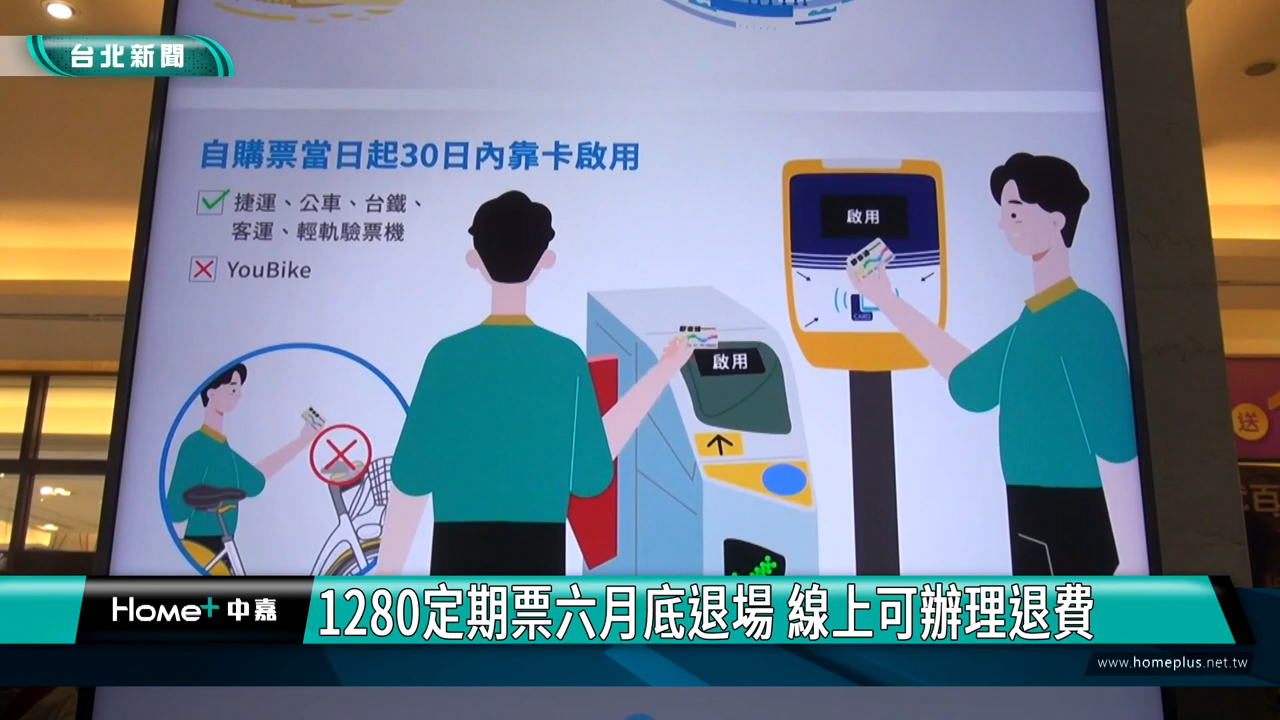 台北新聞
自購票當日起30日內靠卡啟用
捷運、公車、台鐵、
客運、輕軌驗票機
YouBike
啟用
啟用
CARD
送
百
Home+中嘉
1280定期票六月底退場 線上可辦理退費
www.homeplus.net.tw